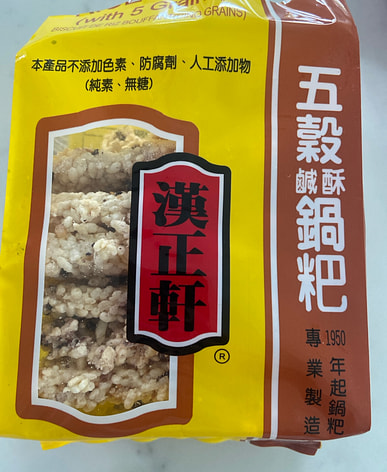 (with 5 Grain
GRAINS)
本產品不添加色素、防腐劑、人工添加物
(純素、無糖)
五穀
鹹酥
鍋粑
漢正軒
®
1950年起鍋粑
專業製造